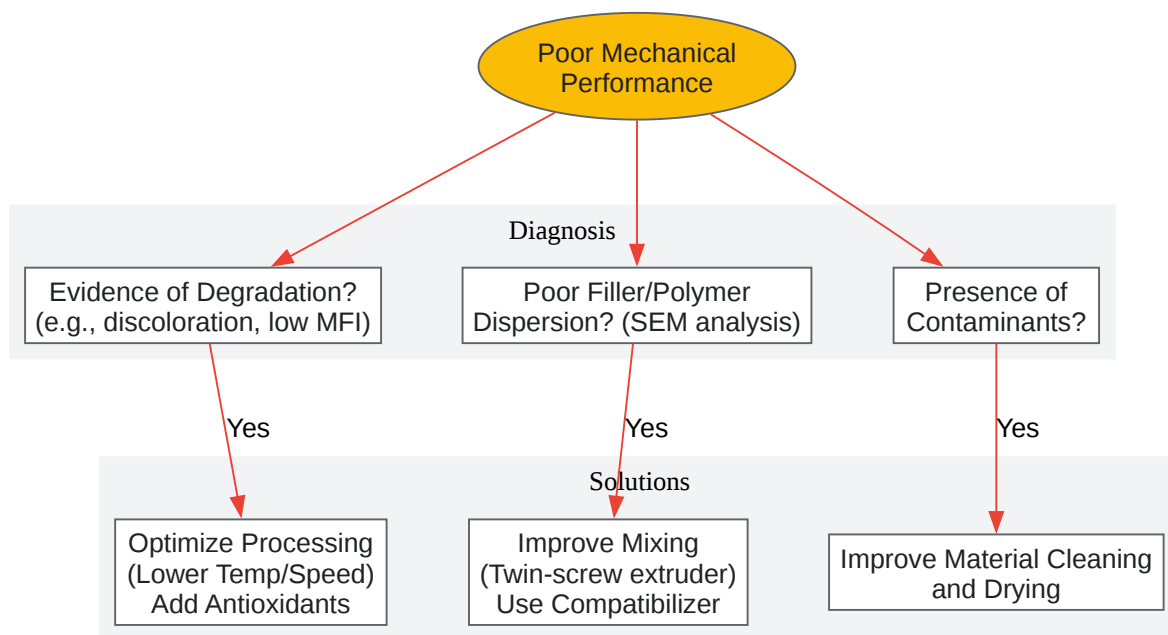 Poor Mechanical
Performance
Diagnosis
Evidence of Degradation?
(e.g., discoloration, low MFI)
Poor Filler/Polymer
Dispersion? (SEM analysis)
Presence of
Contaminants?
Yes
Yes
Yes
Solutions
Optimize Processing
(Lower Temp/Speed)
Add Antioxidants
Improve Mixing
(Twin-screw extruder)
Use Compatibilizer
Improve Material Cleaning
and Drying